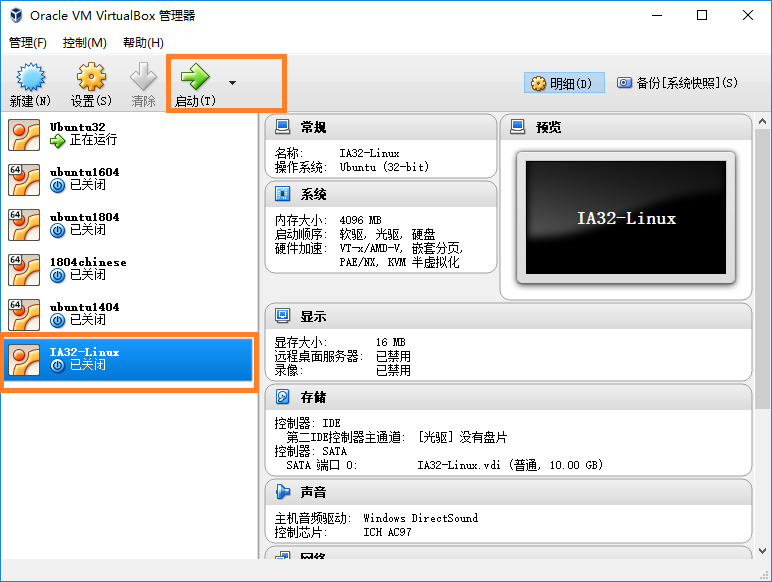 Oracle VM VirtualBox 管理器
管理(F) 控制(M) 帮助(H)
新建(N) 设置(S) 清除 启动(T) 明细(D) 备份[系统快照](S)
Ubuntu32
正在运行
64 ubuntu1604
已关闭
64 ubuntu1804
已关闭
64 1804chinese
已关闭
64 ubuntu1404
已关闭
IA32-Linux
已关闭
常规
名称: IA32-Linux
操作系统: Ubuntu (32-bit)
系统
内存大小: 4096 MB
启动顺序: 软驱, 光驱, 硬盘
硬件加速: VT-x/AMD-V, 嵌套分页,
PAE/NX, KVM 半虚拟化
预览
IA32-Linux
显示
显存大小: 16 MB
远程桌面服务器: 已禁用
录像: 已禁用
存储
控制器: IDE
第二IDE控制器主通道: [光驱] 没有盘片
控制器: SATA
SATA 端口 0: IA32-Linux.vdi (普通, 10.00 GB)
声音
主机音频驱动: Windows DirectSound
控制芯片: ICH AC97
网络